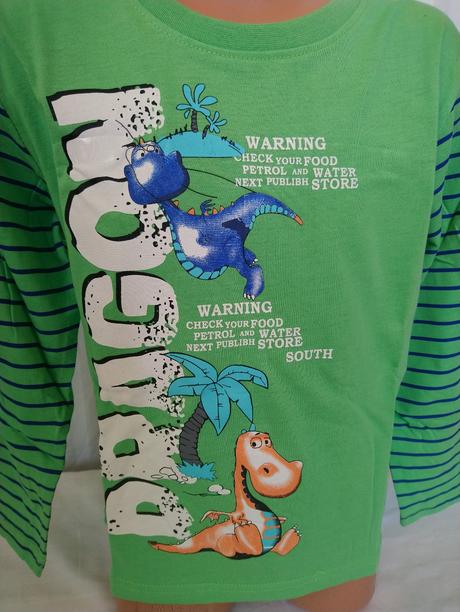 DRAGON
WARNING
CHECK YOUR FOOD
PETROL AND WATER
NEXT PUBLIBH STORE
WARNING
CHECK YOUR FOOD
PETROL AND WATER
NEXT PUBLIBH STORE
SOUTH